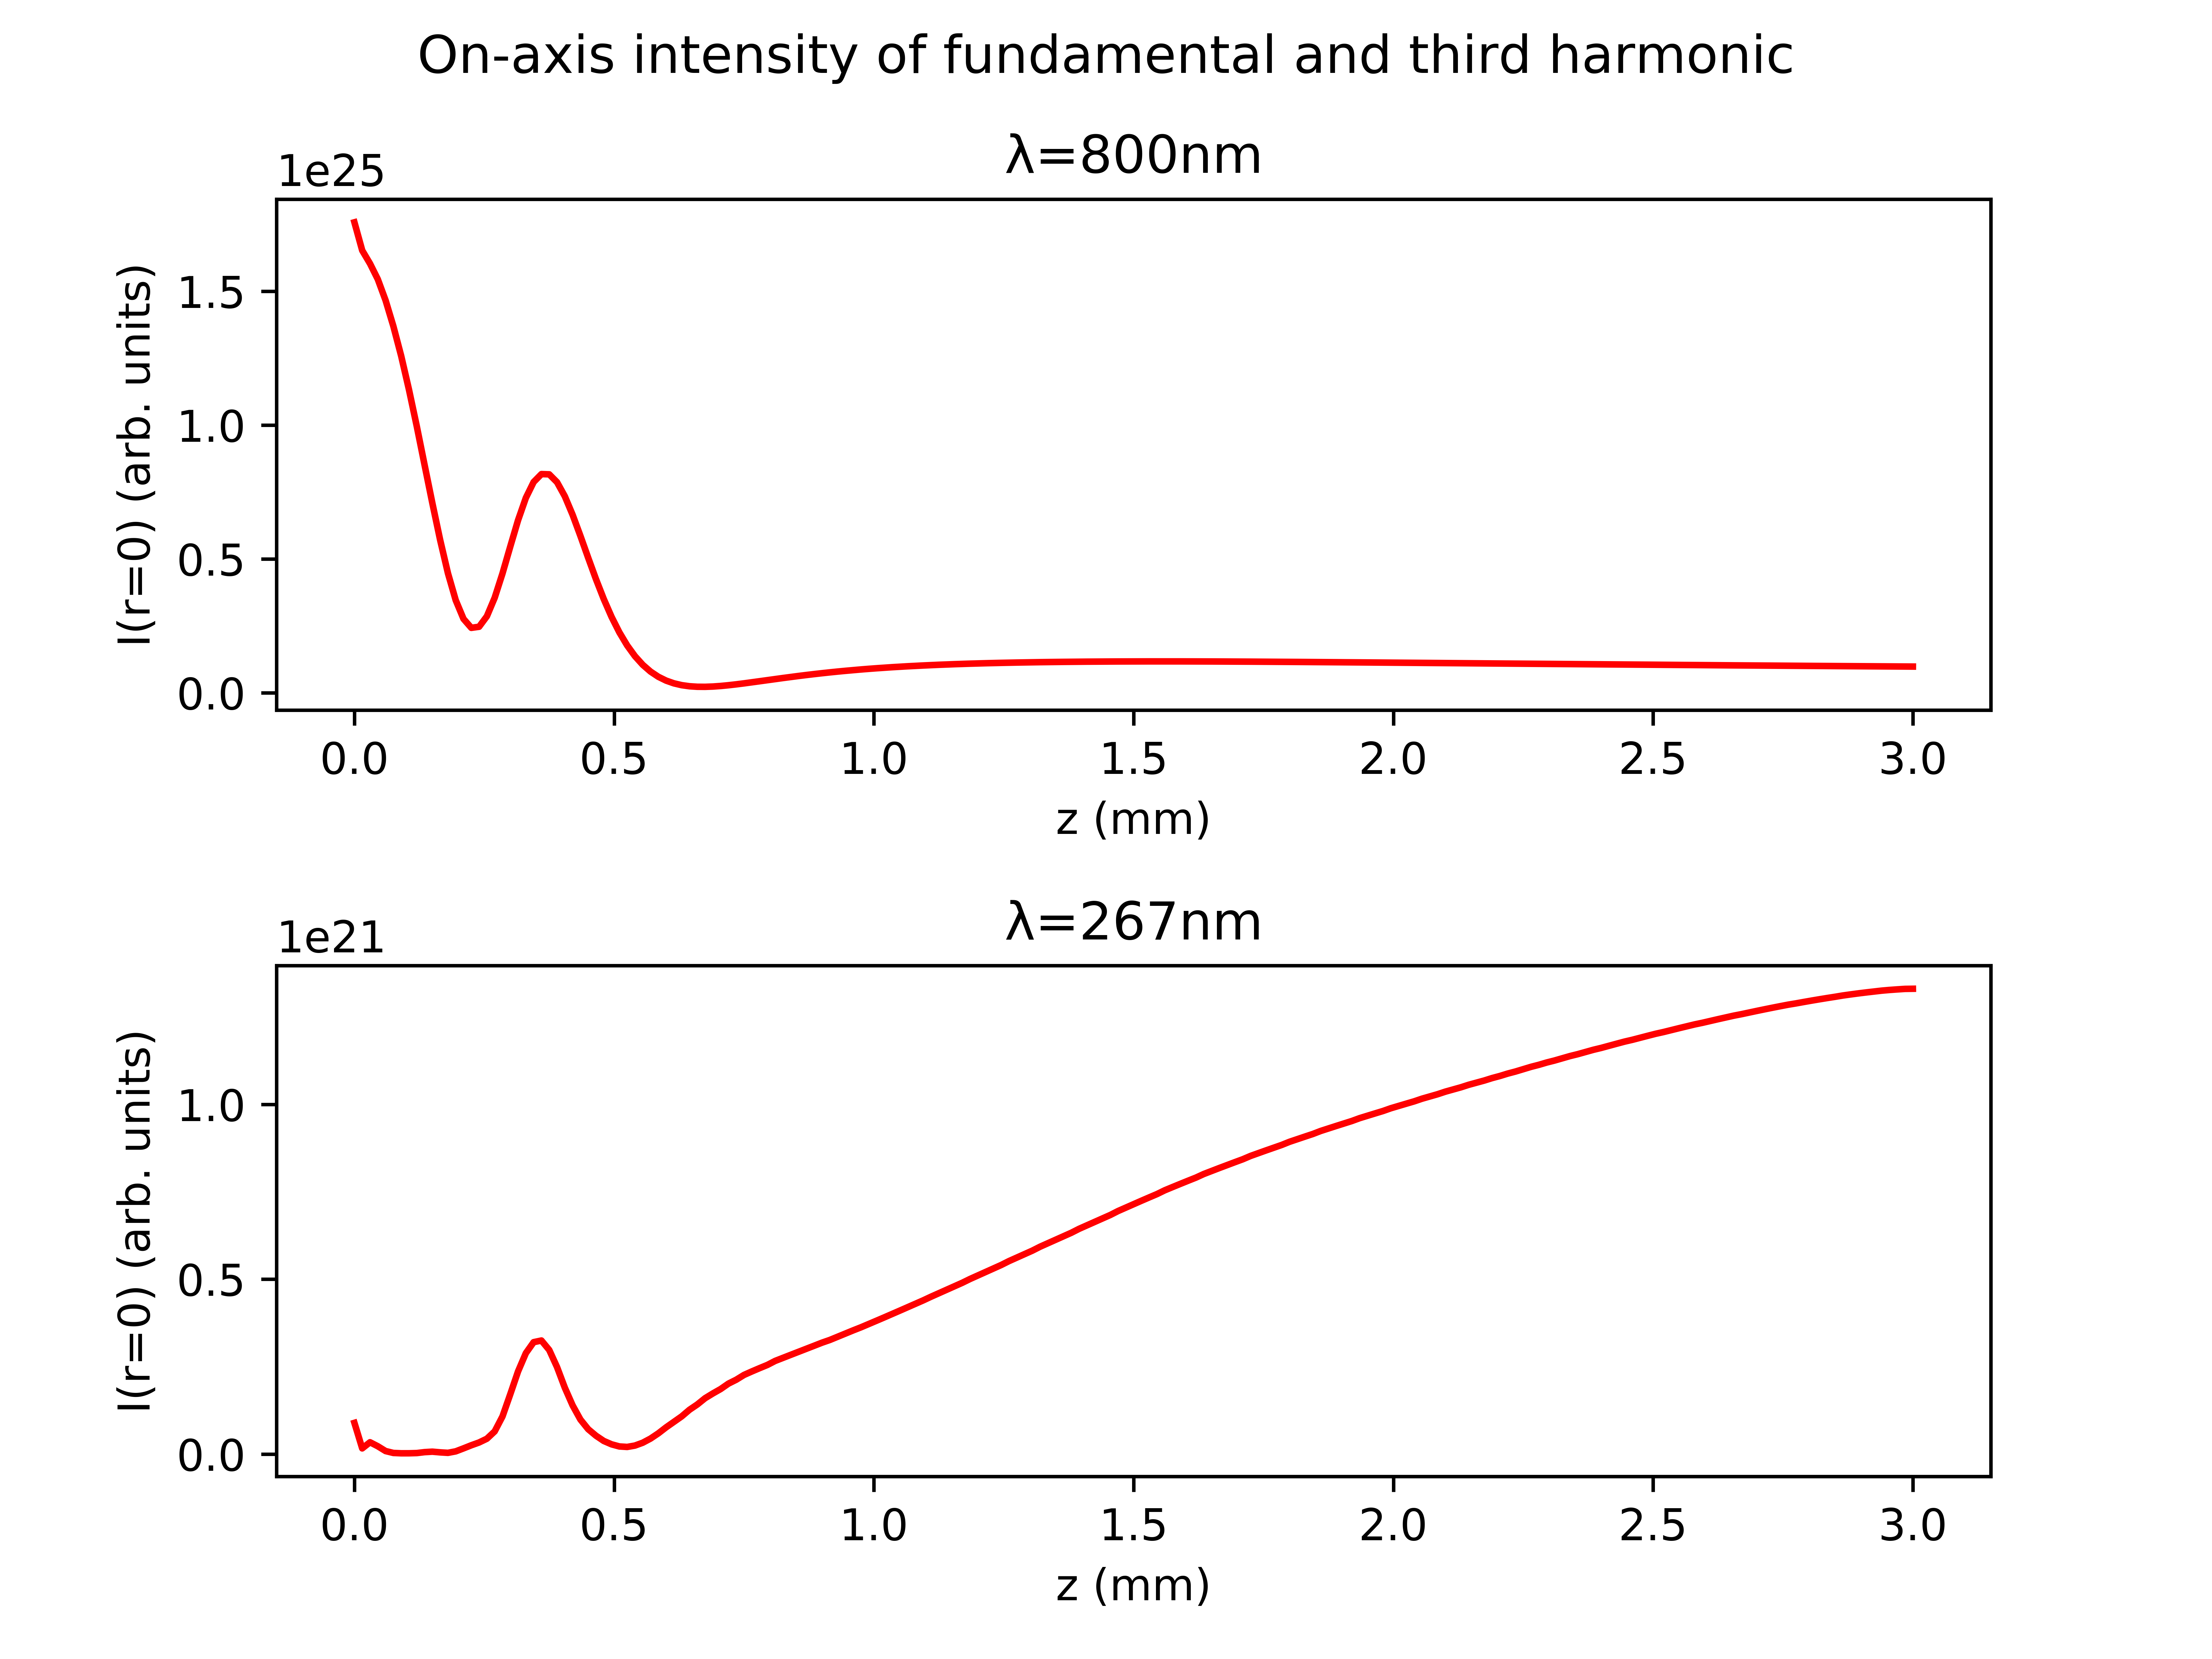 On-axis intensity of fundamental and third harmonic
λ=800nm
1e25
I(r=0) (arb. units)
1.5
1.0
0.5
0.0
0.0 0.5 1.0 1.5 2.0 2.5 3.0
z (mm)
λ=267nm
1e21
I(r=0) (arb. units)
1.0
0.5
0.0
0.0 0.5 1.0 1.5 2.0 2.5 3.0
z (mm)